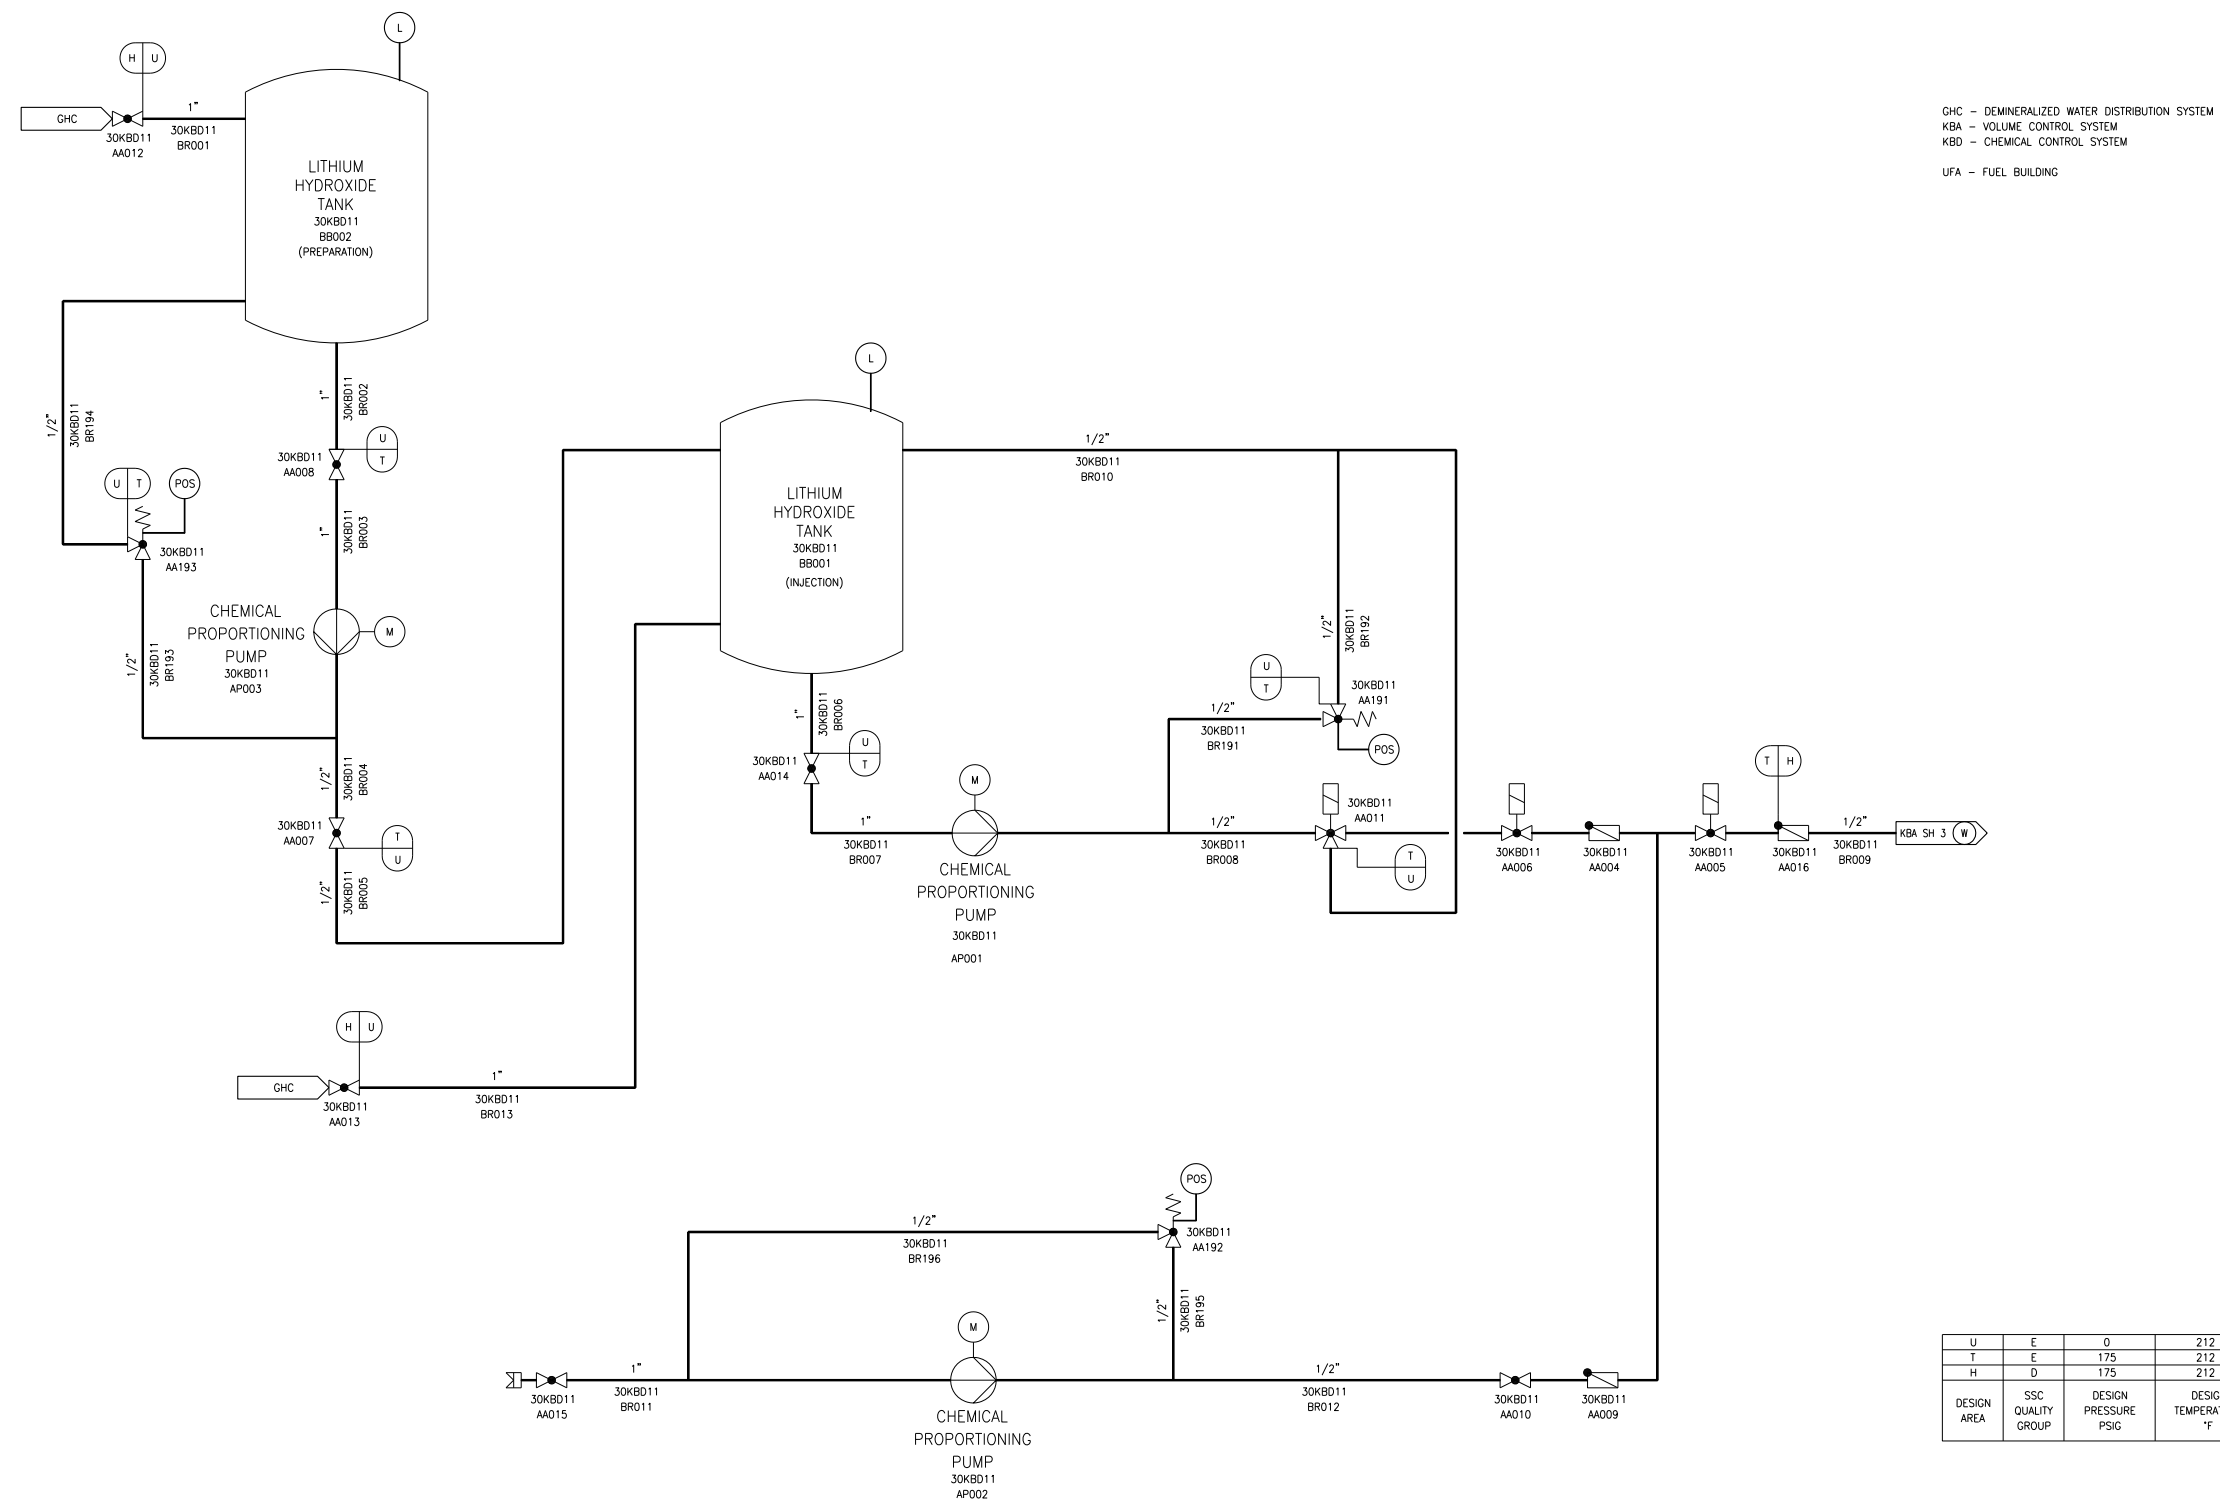 L
H U
GHC
1"
30KBD11
AA012
30KBD11
BR001
LITHIUM
HYDROXIDE
TANK
30KBD11
BB002
(PREPARATION)
GHC - DEMINERALIZED WATER DISTRIBUTION SYSTEM
KBA - VOLUME CONTROL SYSTEM
KBD - CHEMICAL CONTROL SYSTEM
UFA - FUEL BUILDING
1/2"
30KBD11
BR194
1"
30KBD11
BR002
30KBD11
AA008
U
T
U T
POS
30KBD11
AA193
1"
30KBD11
BR003
CHEMICAL
PROPORTIONING
PUMP
30KBD11
AP003
M
1/2"
30KBD11
BR193
1/2"
30KBD11
BR004
30KBD11
AA007
T
U
1/2"
30KBD11
BR005
L
LITHIUM
HYDROXIDE
TANK
30KBD11
BB001
(INJECTION)
1/2"
30KBD11
BR010
1"
30KBD11
BR006
30KBD11
AA014
U
T
1"
30KBD11
BR007
M
CHEMICAL
PROPORTIONING
PUMP
30KBD11
AP001
1/2"
30KBD11
BR192
U
T
30KBD11
AA191
POS
1/2"
30KBD11
BR191
1/2"
30KBD11
BR008
30KBD11
AA011
T
U
30KBD11
AA006
30KBD11
AA004
30KBD11
AA005
T H
30KBD11
AA016
1/2"
30KBD11
BR009
KBA SH 3 W
H U
GHC
30KBD11
AA013
1"
30KBD11
BR013
POS
30KBD11
AA192
1/2"
30KBD11
BR196
1/2"
30KBD11
BR195
30KBD11
AA015
1"
30KBD11
BR011
M
CHEMICAL
PROPORTIONING
PUMP
30KBD11
AP002
1/2"
30KBD11
BR012
30KBD11
AA010
30KBD11
AA009
U E 0 212
T E 175 212
H D 175 212
DESIGN
AREA
SSC
QUALITY
GROUP
DESIGN
PRESSURE
PSIG
DESIG
TEMPERA
°F